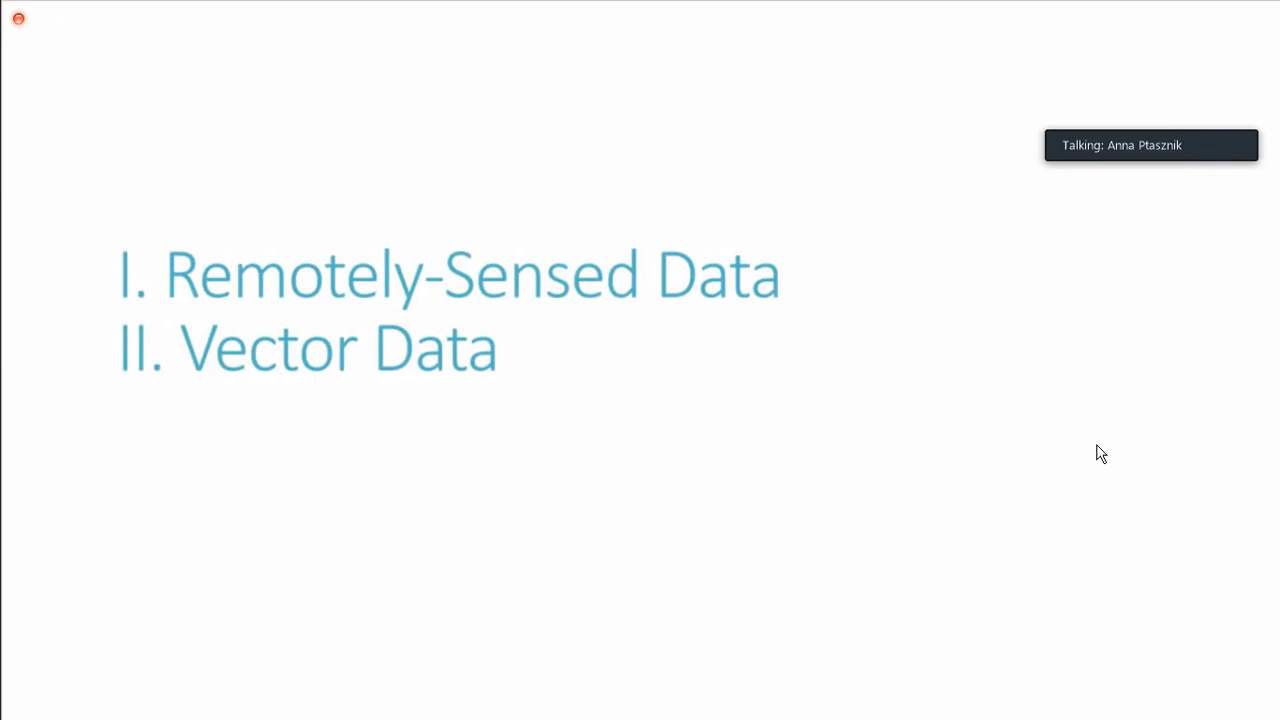 Talking: Anna Ptasznik
I. Remotely-Sensed Data
II. Vector Data